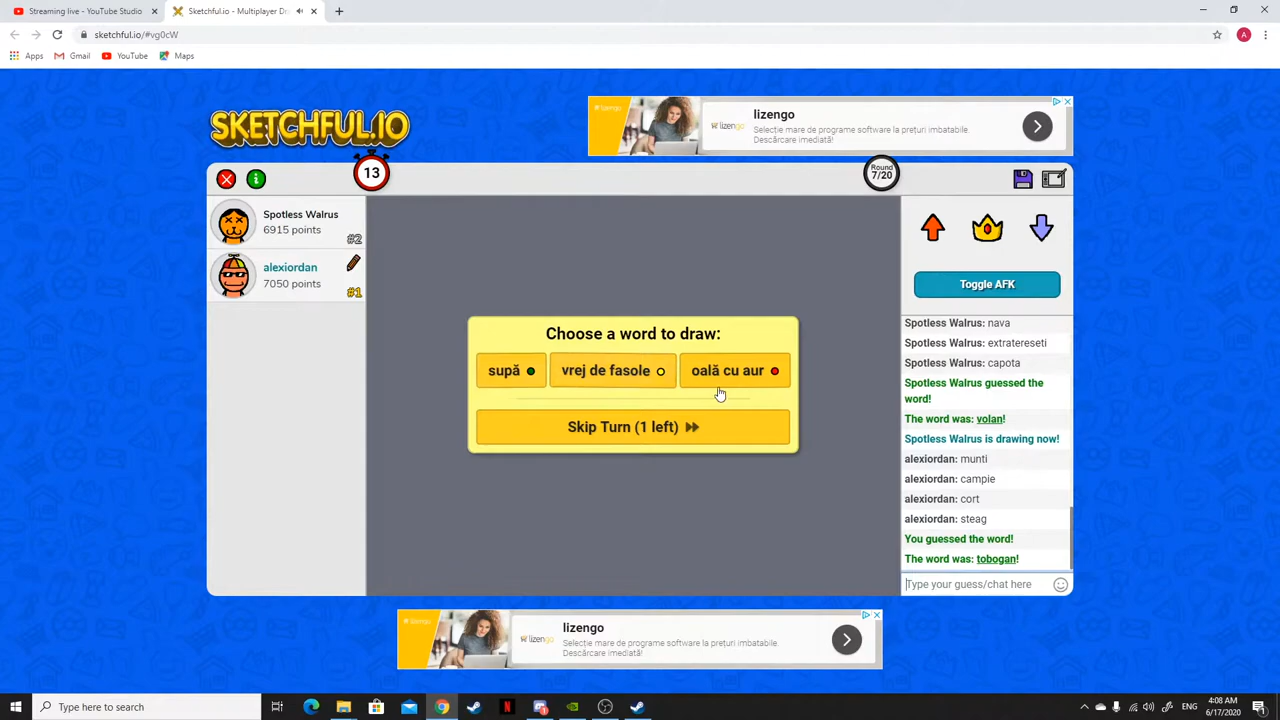 Streaming live - YouTube Studio
Sketchful.io - Multiplayer Dr
sketchful.io/#vg0cW
A
Apps
Gmail
YouTube
Maps
SKETCHFUL.IO
lizengo
lizengo
Selecție mare de programe software la prețuri imbatabile.
Descărcare imediată!
13
Round
7/20
Spotless Walrus
6915 points
#2
alexiordan
7050 points
#1
Choose a word to draw:
supă
vrej de fasole
oală cu aur
Skip Turn (1 left)
Toggle AFK
Spotless Walrus: nava
Spotless Walrus: extratereseti
Spotless Walrus: capota
Spotless Walrus guessed the
word!
The word was: volan!
Spotless Walrus is drawing now!
alexiordan: munti
alexiordan: campie
alexiordan: cort
alexiordan: steag
You guessed the word!
The word was: tobogan!
Type your guess/chat here
lizengo
lizengo
Selecție mare de programe software la prețuri imbatabile.
Descărcare imediată!
Type here to search
ENG
4:08 AM
6/17/2020